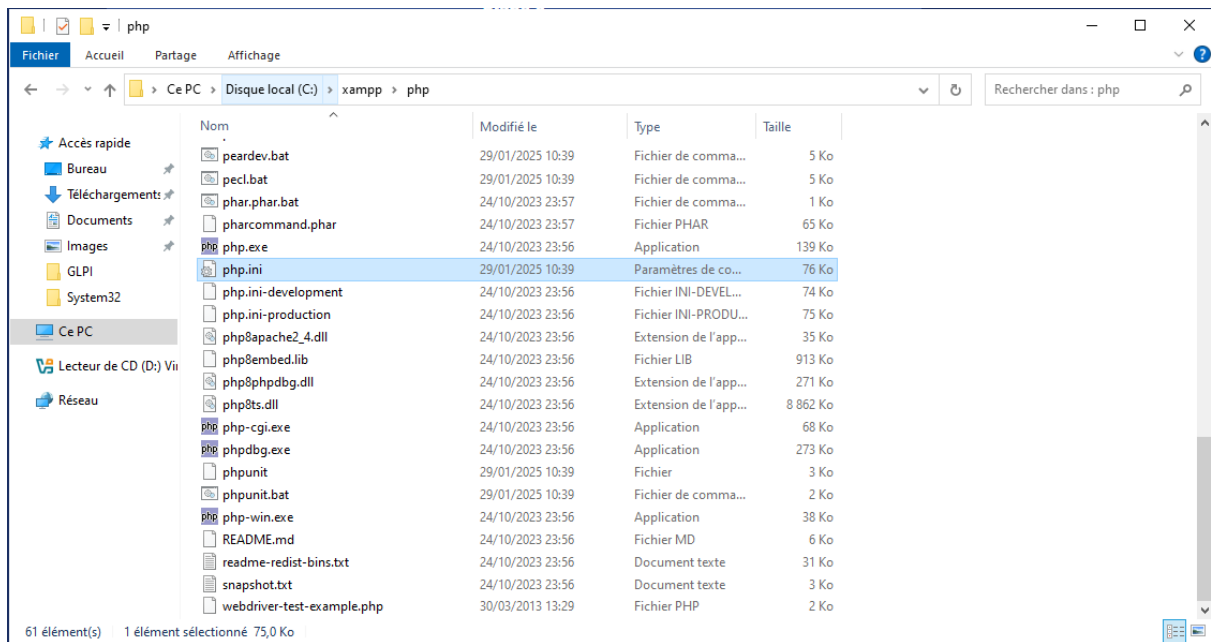 php
Fichier Accueil Partage Affichage
Ce PC > Disque local (C:) > xampp > php
Rechercher dans : php
Nom Modifié le Type Taille
Accès rapide
Bureau
Téléchargements
Documents
Images
GLPI
System32
Ce PC
Lecteur de CD (D:) Vir
Réseau
peardev.bat 29/01/2025 10:39 Fichier de comma... 5 Ko
pecl.bat 29/01/2025 10:39 Fichier de comma... 5 Ko
phar.phar.bat 24/10/2023 23:57 Fichier de comma... 1 Ko
pharcommand.phar 24/10/2023 23:57 Fichier PHAR 65 Ko
php php.exe 24/10/2023 23:56 Application 139 Ko
php.ini 29/01/2025 10:39 Paramètres de co... 76 Ko
php.ini-development 24/10/2023 23:56 Fichier INI-DEVEL... 74 Ko
php.ini-production 24/10/2023 23:56 Fichier INI-PRODU... 75 Ko
php8apache2_4.dll 24/10/2023 23:56 Extension de l'app... 35 Ko
php8embed.lib 24/10/2023 23:56 Fichier LIB 913 Ko
php8phpdbg.dll 24/10/2023 23:56 Extension de l'app... 271 Ko
php8ts.dll 24/10/2023 23:56 Extension de l'app... 8 862 Ko
php php-cgi.exe 24/10/2023 23:56 Application 68 Ko
php phpdbg.exe 24/10/2023 23:56 Application 273 Ko
phpunit 29/01/2025 10:39 Fichier 3 Ko
phpunit.bat 29/01/2025 10:39 Fichier de comma... 2 Ko
php php-win.exe 24/10/2023 23:56 Application 38 Ko
README.md 24/10/2023 23:56 Fichier MD 6 Ko
readme-redist-bins.txt 24/10/2023 23:56 Document texte 31 Ko
snapshot.txt 24/10/2023 23:56 Document texte 3 Ko
webdriver-test-example.php 30/03/2013 13:29 Fichier PHP 2 Ko
61 élément(s) 1 élément sélectionné 75,0 Ko